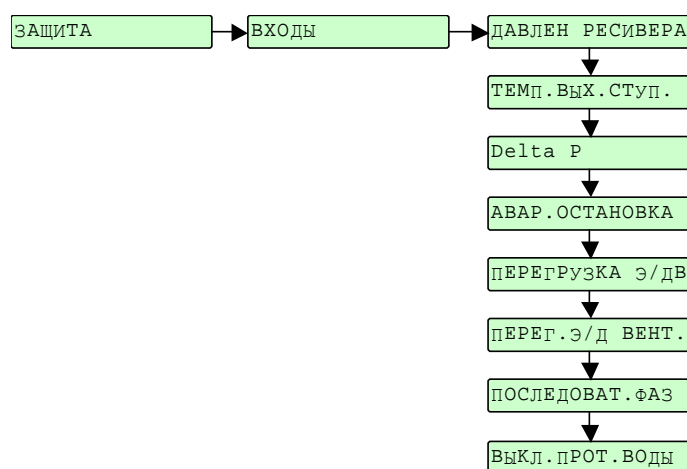 ЗАЩИТА
ВХОДЫ
ДАВЛЕН РЕСИВЕРА
ТЕМП.ВЫХ.СТУП.
Delta P
АВАР.ОСТАНОВКА
ПЕРЕГРУЗКА Э/ДВ
ПЕРЕГ.Э/Д ВЕНТ.
ПОСЛЕДОВАТ.ФАЗ
ВЫКЛ.ПРОТ.ВОДЫ